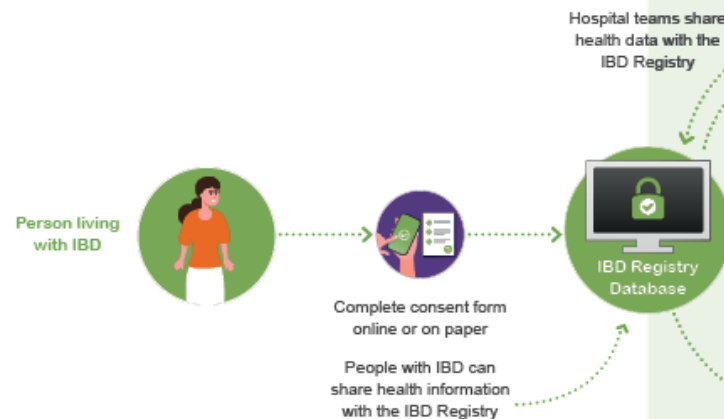 Hospital teams share
health data with the
IBD Registry
Person living
with IBD
IBD Registry
Database
Complete consent form
online or on paper
People with IBD can
share health information
with the IBD Registry